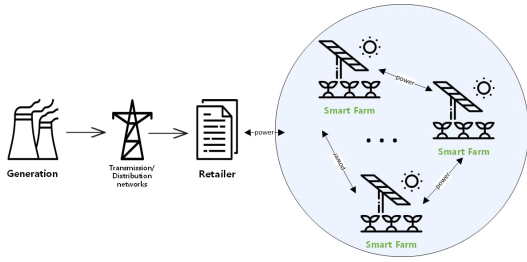 Generation
Transmission/
Distribution
networks
Retailer
power
Smart Farm
power
Smart Farm
power
power
Smart Farm